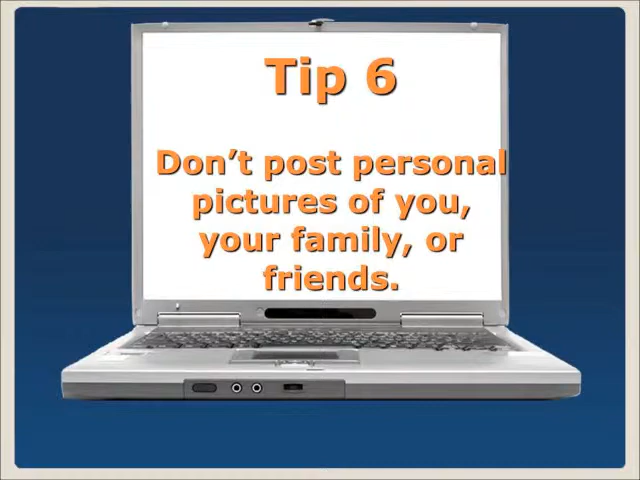 Tip 6
Don’t post personal
pictures of you,
your family, or
friends.